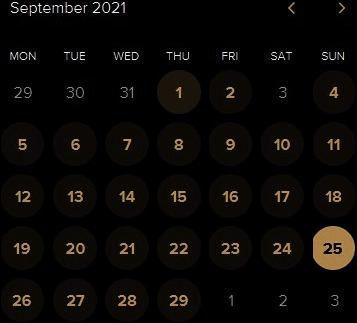 September 2021
MON TUE WED THU FRI SAT SUN
29 30 31 1 2 3 4
5 6 7 8 9 10 11
12 13 14 15 16 17 18
19 20 21 22 23 24 25
26 27 28 29 1 2 3